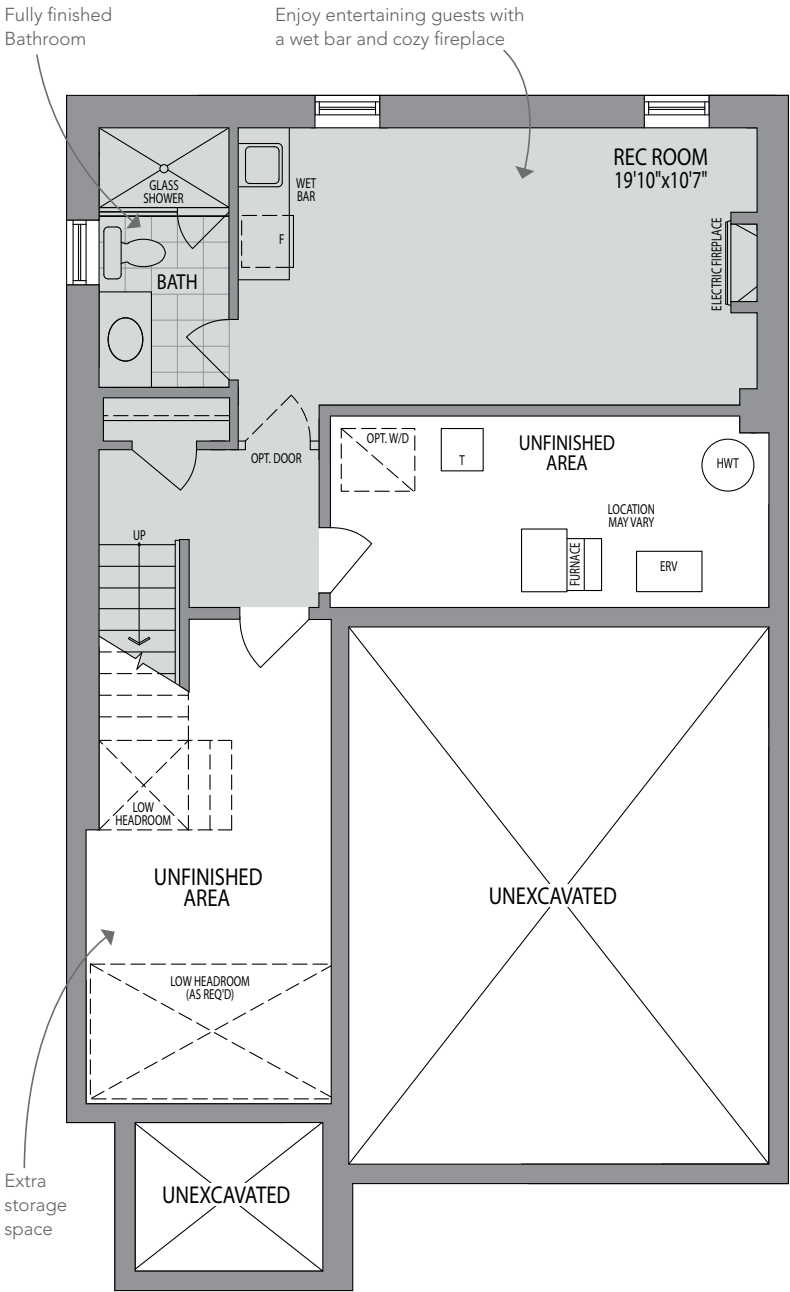 Fully finished
Bathroom
Enjoy entertaining guests with
a wet bar and cozy fireplace
GLASS
SHOWER
WET
BAR
F
REC ROOM
19'10"x10'7"
ELECTRIC FIREPLACE
BATH
OPT. DOOR
OPT. W/D
T
UNFINISHED
AREA
HWT
LOCATION
MAY VARY
FURNACE
ERV
UP
LOW
HEADROOM
UNFINISHED
AREA
UNEXCAVATED
LOW HEADROOM
(AS REQ'D)
Extra
storage
space
UNEXCAVATED